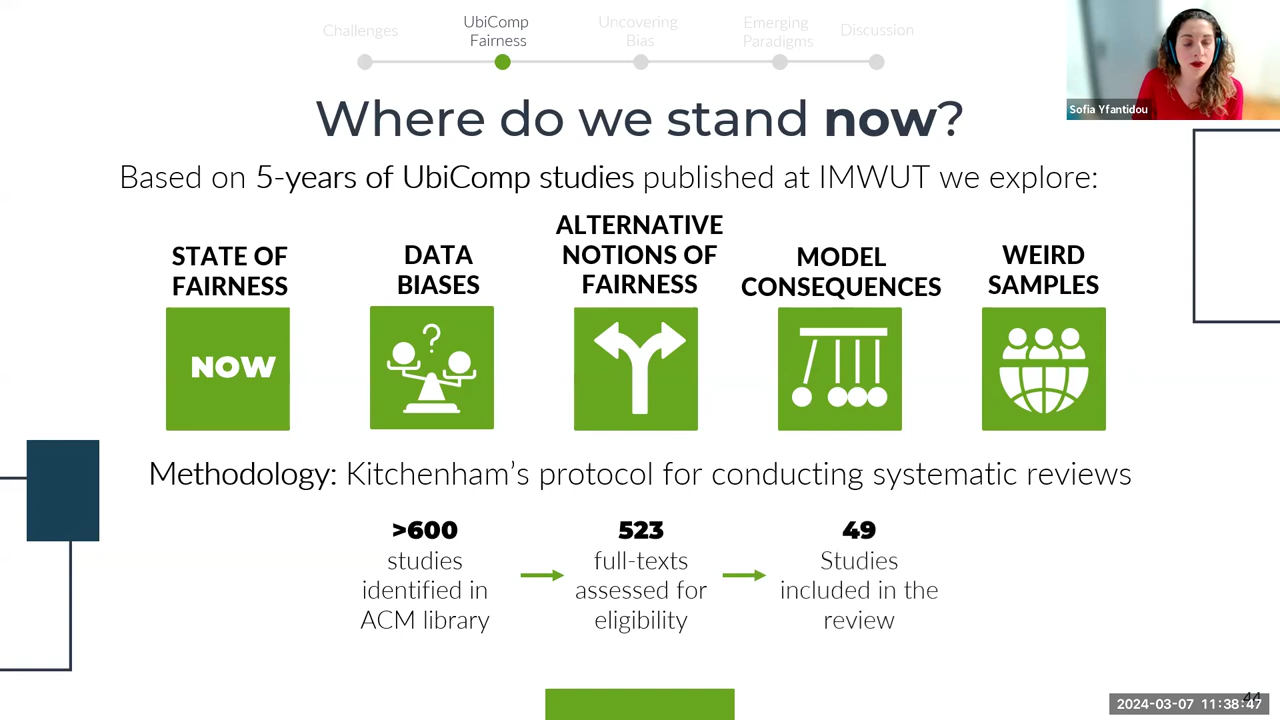 Challenges
UbiComp
Fairness
Uncovering
Bias
Emerging
Paradigms
Discussion
Sofia Yfantidou
Where do we stand now?
Based on 5-years of UbiComp studies published at IMWUT we explore:
STATE OF
FAIRNESS
DATA
BIASES
ALTERNATIVE
NOTIONS OF
FAIRNESS
MODEL
CONSEQUENCES
WEIRD
SAMPLES
NOW
?
Methodology: Kitchenham’s protocol for conducting systematic reviews
>600
studies
identified in
ACM library
523
full-texts
assessed for
eligibility
49
Studies
included in the
review
44
2024-03-07 11:38:47